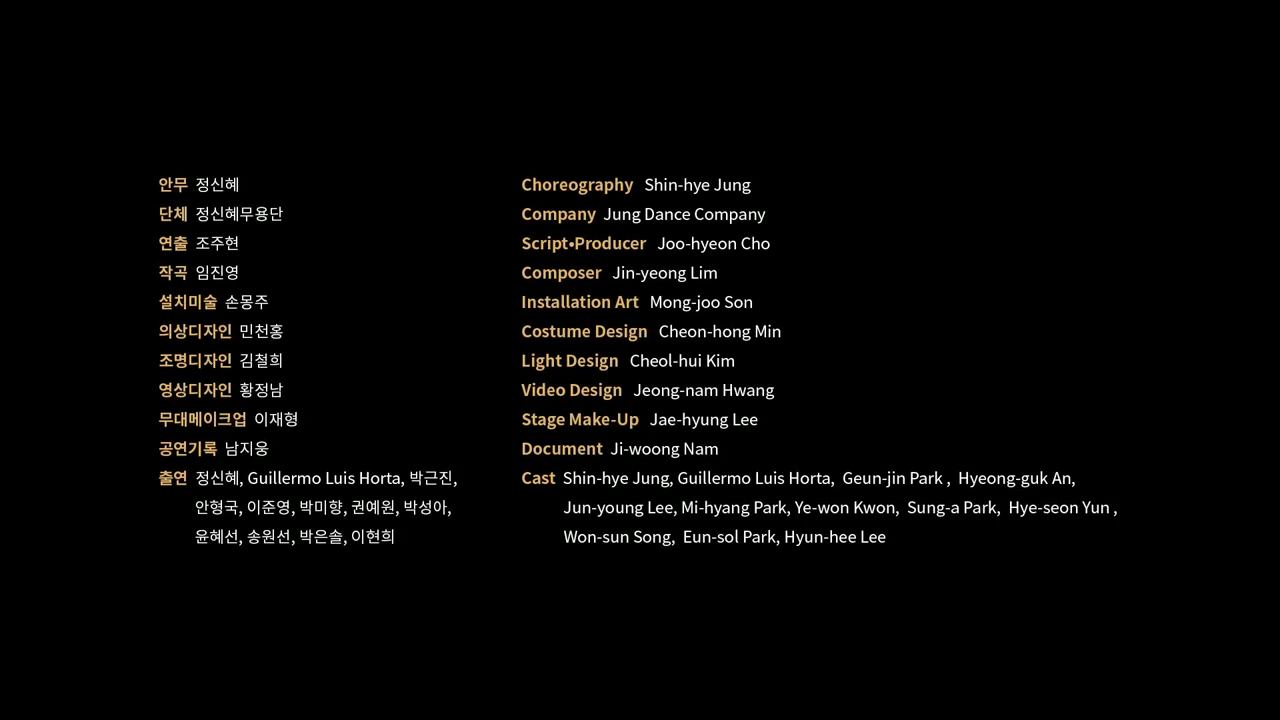 안무 정신혜
단체 정신혜무용단
연출 조주현
작곡 임진영
설치미술 손몽주
의상디자인 민천홍
조명디자인 김철희
영상디자인 황정남
무대메이크업 이재형
공연기록 남지웅
출연 정신혜, Guillermo Luis Horta, 박근진,
안형국, 이준영, 박미향, 권예원, 박성아,
윤혜선, 송원선, 박은솔, 이현희
Choreography Shin-hye Jung
Company Jung Dance Company
Script•Producer Joo-hyeon Cho
Composer Jin-yeong Lim
Installation Art Mong-joo Son
Costume Design Cheon-hong Min
Light Design Cheol-hui Kim
Video Design Jeong-nam Hwang
Stage Make-Up Jae-hyung Lee
Document Ji-woong Nam
Cast Shin-hye Jung, Guillermo Luis Horta, Geun-jin Park , Hyeong-guk An,
Jun-young Lee, Mi-hyang Park, Ye-won Kwon, Sung-a Park, Hye-seon Yun ,
Won-sun Song, Eun-sol Park, Hyun-hee Lee